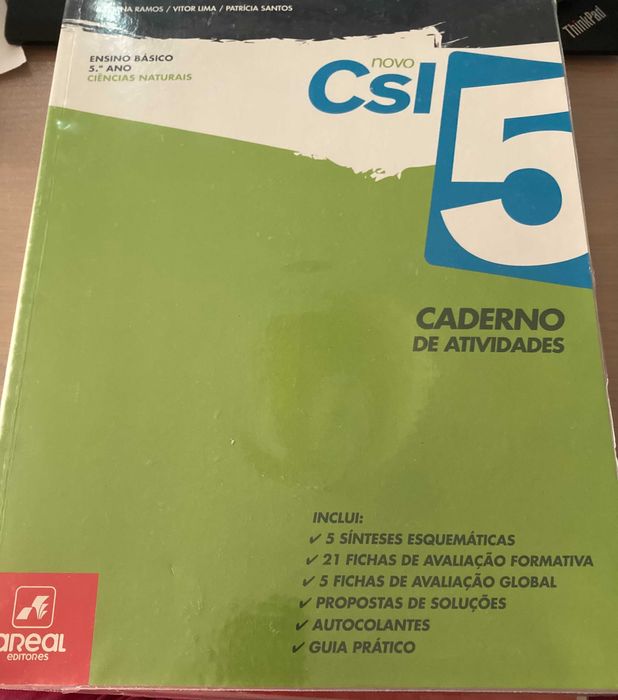 RAMOS / VITOR LIMA / PATRÍCIA SANTOS
ENSINO BÁSICO
5.º ANO
CIÊNCIAS NATURAIS
novo
CSI 5
CADERNO
DE ATIVIDADES
INCLUI:
✓ 5 SÍNTESES ESQUEMÁTICAS
✓ 21 FICHAS DE AVALIAÇÃO FORMATIVA
✓ 5 FICHAS DE AVALIAÇÃO GLOBAL
✓ PROPOSTAS DE SOLUÇÕES
✓ AUTOCOLANTES
✓ GUIA PRÁTICO
AREAL
EDITORES
ThinkPad